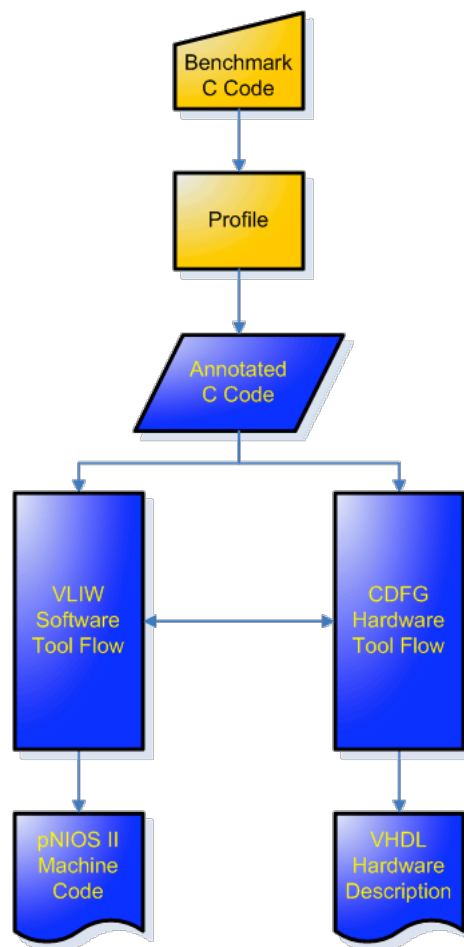 Benchmark
C Code
Profile
Annotated
C Code
VLIW
Software
Tool Flow
CDFG
Hardware
Tool Flow
pNIOS II
Machine
Code
VHDL
Hardware
Description